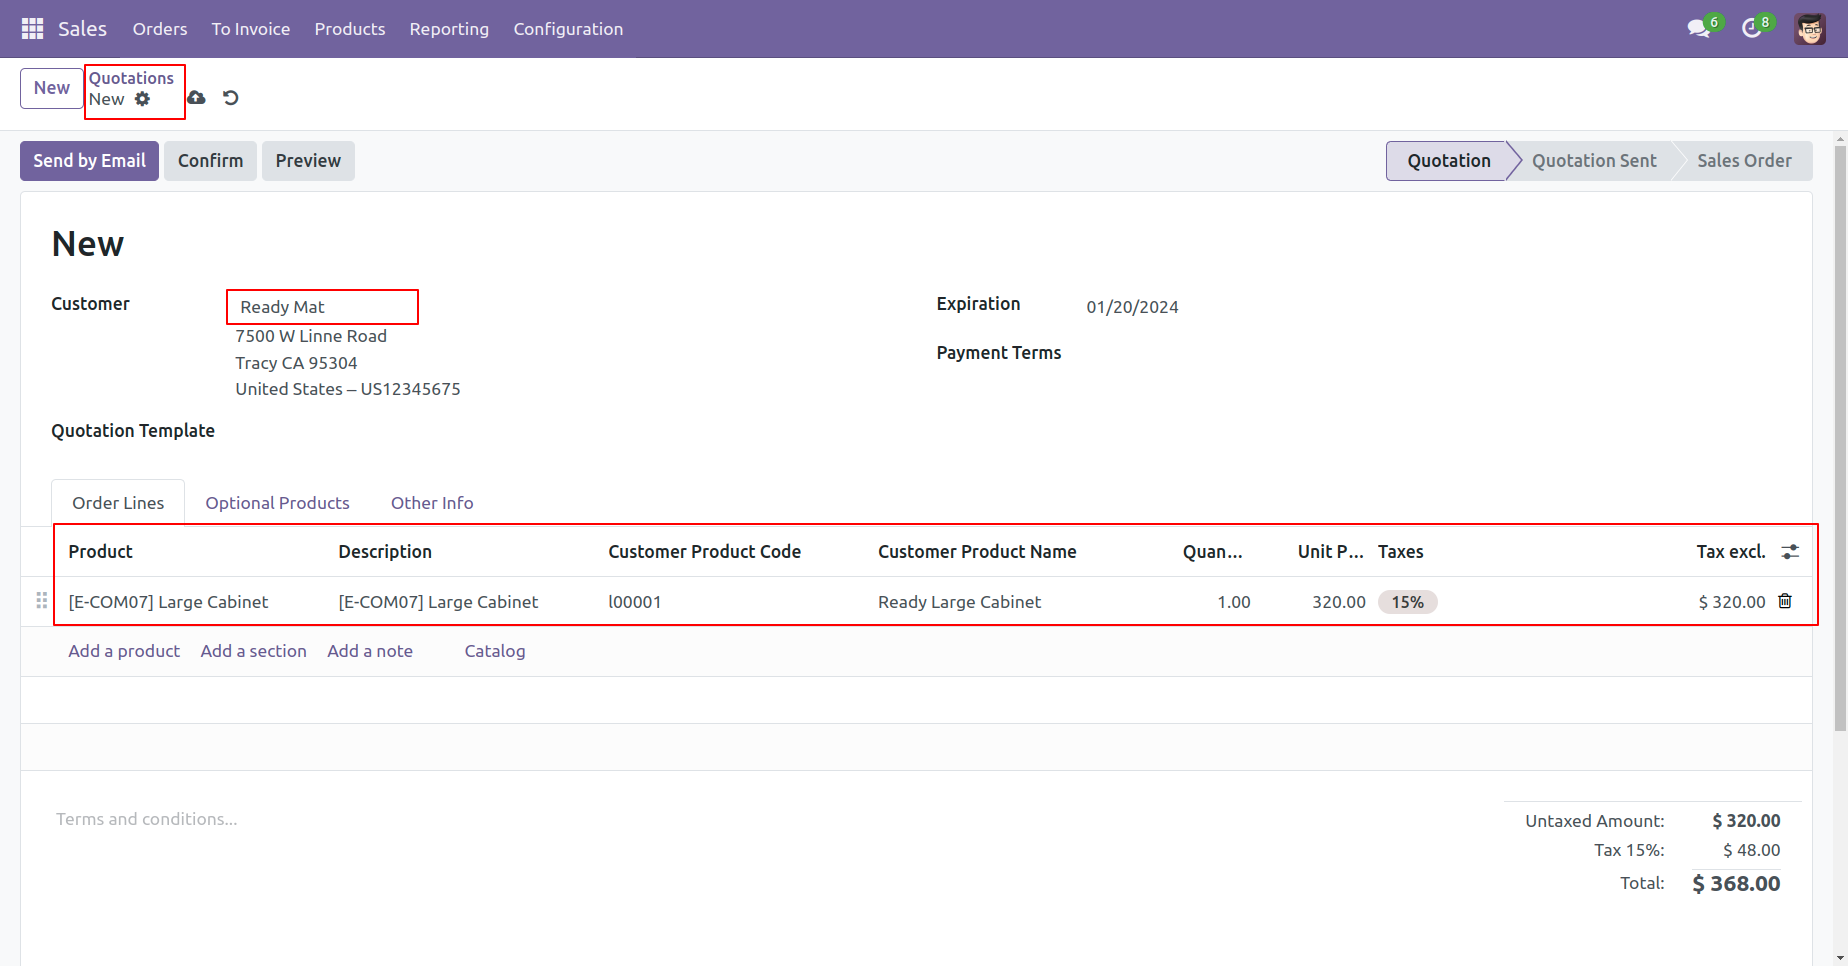 Sales Orders To Invoice Products Reporting Configuration 6 8
New Quotations
New
Send by Email Confirm Preview Quotation Quotation Sent Sales Order
New
Customer Ready Mat Expiration 01/20/2024
7500 W Linne Road
Tracy CA 95304 Payment Terms
United States – US12345675
Quotation Template
Order Lines Optional Products Other Info
Product Description Customer Product Code Customer Product Name Quan... Unit P... Taxes Tax excl.
[E-COM07] Large Cabinet [E-COM07] Large Cabinet l00001 Ready Large Cabinet 1.00 320.00 15% $ 320.00
Add a product Add a section Add a note Catalog
Terms and conditions...
Untaxed Amount: $ 320.00
Tax 15%: $ 48.00
Total: $ 368.00